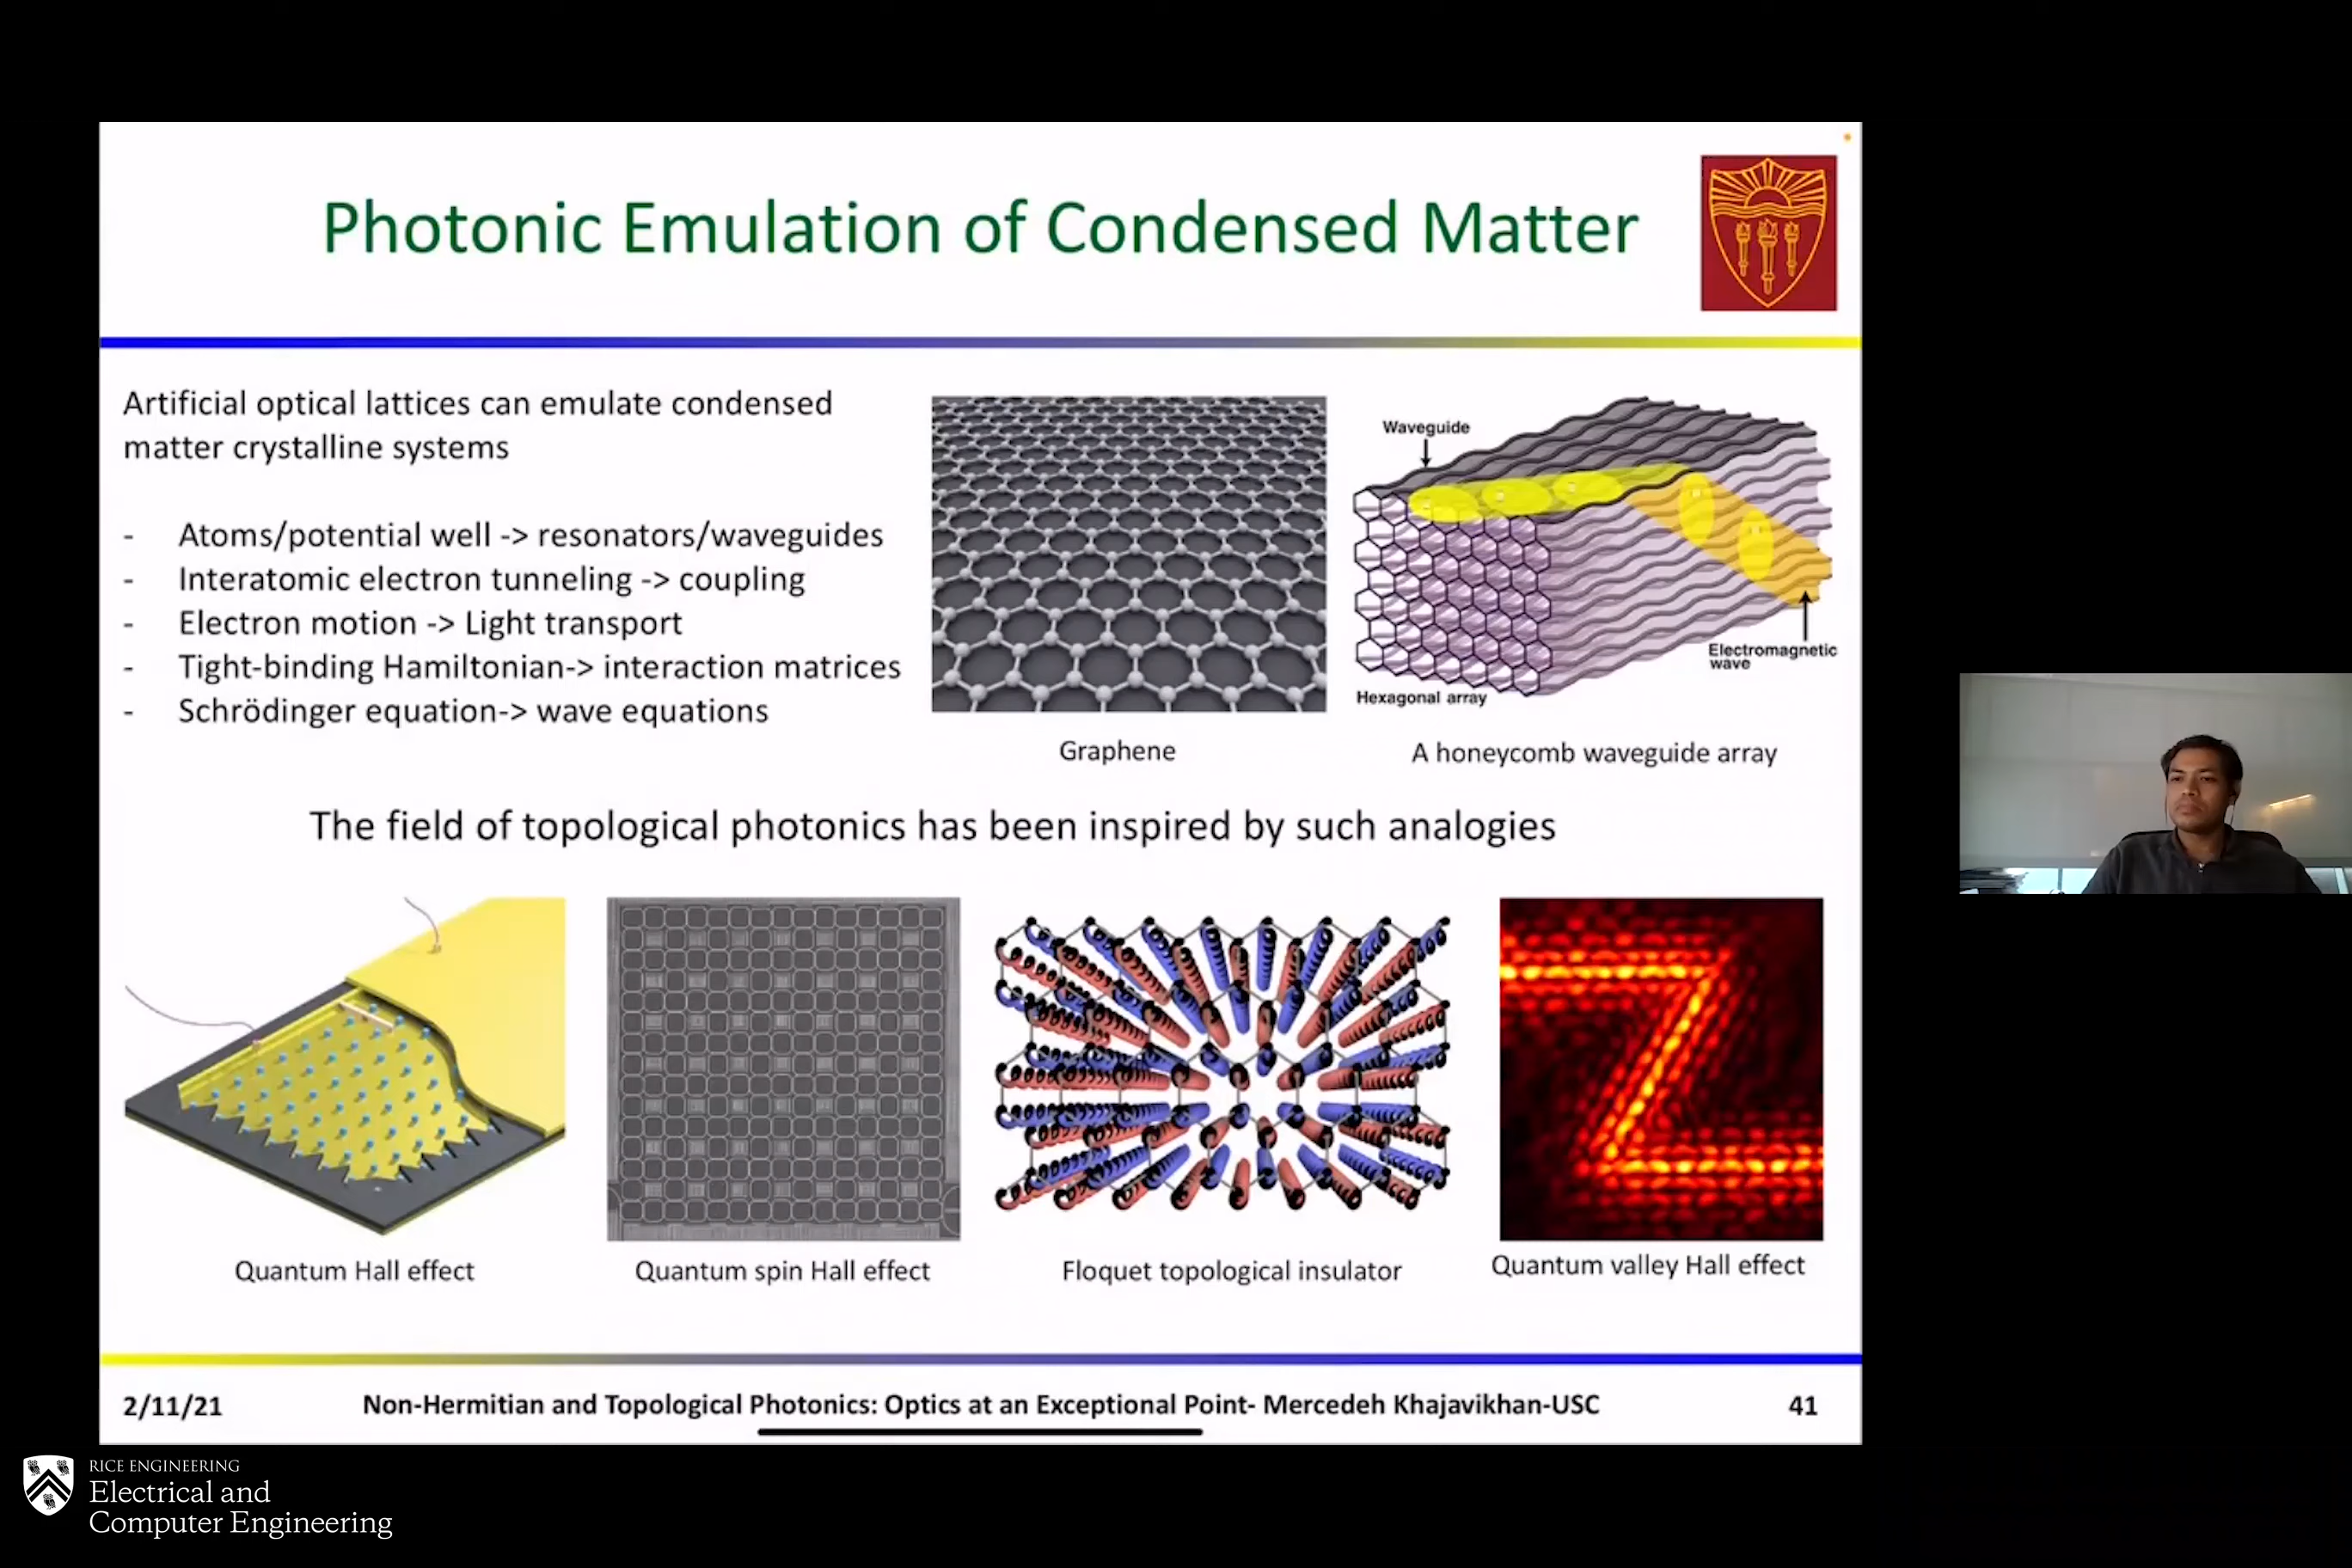 Photonic Emulation of Condensed Matter
Artificial optical lattices can emulate condensed
matter crystalline systems
- Atoms/potential well -> resonators/waveguides
- Interatomic electron tunneling -> coupling
- Electron motion -> Light transport
- Tight-binding Hamiltonian-> interaction matrices
- Schrödinger equation-> wave equations
Graphene
Waveguide
Electromagnetic
wave
Hexagonal array
A honeycomb waveguide array
The field of topological photonics has been inspired by such analogies
Quantum Hall effect
Quantum spin Hall effect
Floquet topological insulator
Quantum valley Hall effect
2/11/21
Non-Hermitian and Topological Photonics: Optics at an Exceptional Point- Mercedeh Khajavikhan-USC
41
RICE ENGINEERING
Electrical and
Computer Engineering